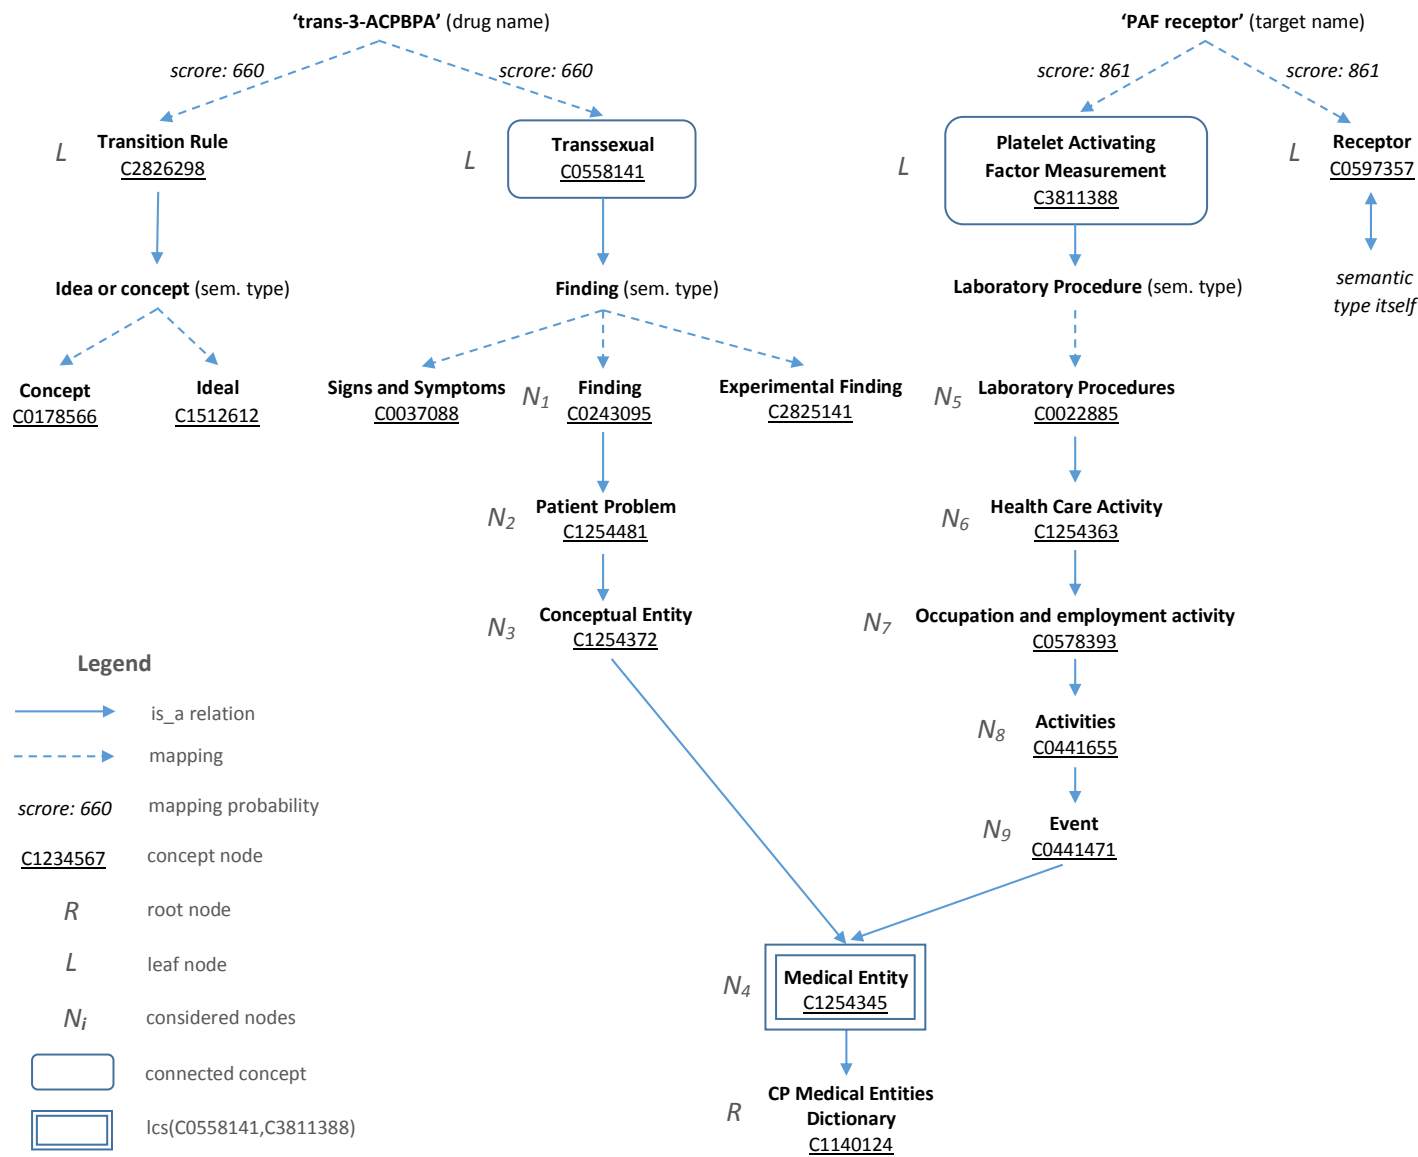 ‘trans-3-ACPBPA’ (drug name)
‘PAF receptor’ (target name)
scrore: 660
scrore: 660
scrore: 861
scrore: 861
L
Transition Rule
C2826298
L
Transsexual
C0558141
L
Platelet Activating
Factor Measurement
C3811388
L
Receptor
C0597357
Idea or concept (sem. type)
Finding (sem. type)
Laboratory Procedure (sem. type)
semantic
type itself
Concept
C0178566
Ideal
C1512612
Signs and Symptoms
C0037088
N1
Finding
C0243095
Experimental Finding
C2825141
N5
Laboratory Procedures
C0022885
N2
Patient Problem
C1254481
N6
Health Care Activity
C1254363
N3
Conceptual Entity
C1254372
N7
Occupation and employment activity
C0578393
N8
Activities
C0441655
N9
Event
C0441471
N4
Medical Entity
C1254345
R
CP Medical Entities
Dictionary
C1140124
Legend
is_a relation
mapping
scrore: 660 mapping probability
C1234567 concept node
R root node
L leaf node
Ni considered nodes
connected concept
lcs(C0558141,C3811388)